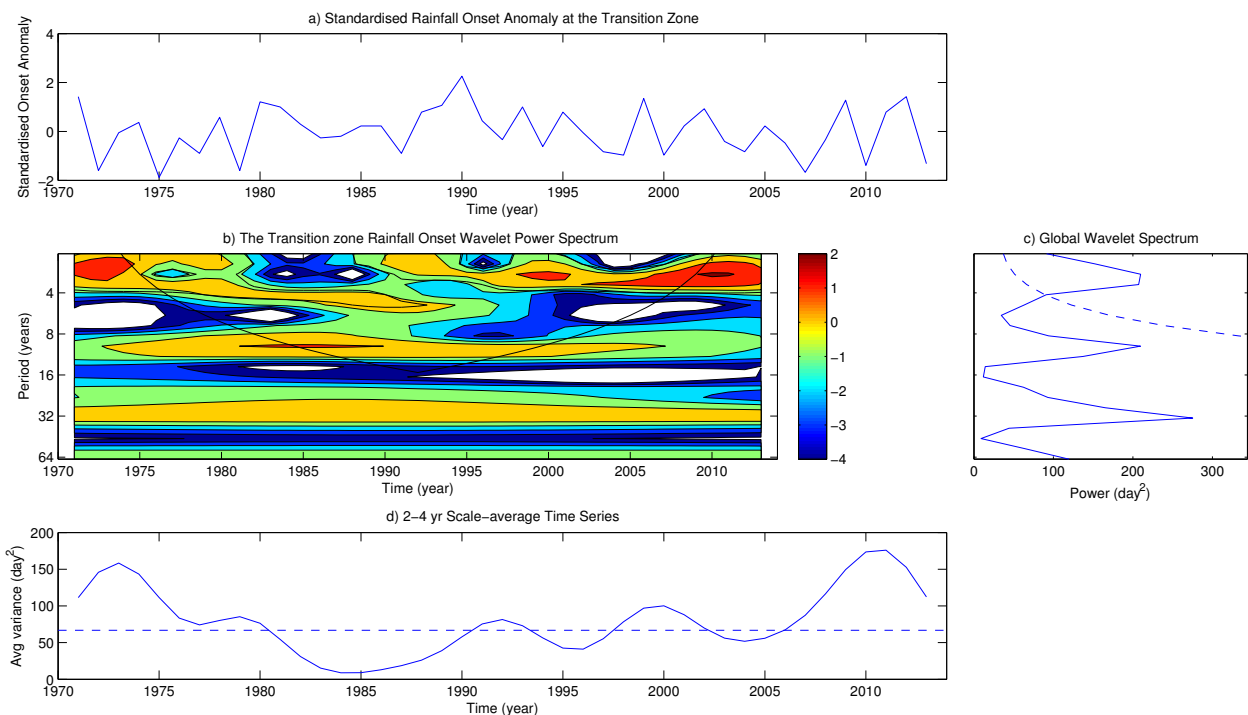 a) Standardised Rainfall Onset Anomaly at the Transition Zone
Standardised Onset Anomaly
4
2
0
−2
1970 1975 1980 1985 1990 1995 2000 2005 2010
Time (year)
b) The Transition zone Rainfall Onset Wavelet Power Spectrum
Period (years)
4
8
16
32
64
1970 1975 1980 1985 1990 1995 2000 2005 2010
Time (year)
2
1
0
−1
−2
−3
−4
c) Global Wavelet Spectrum
0 100 200 300
Power (day²)
d) 2−4 yr Scale−average Time Series
Avg variance (day²)
200
150
100
50
0
1970 1975 1980 1985 1990 1995 2000 2005 2010
Time (year)